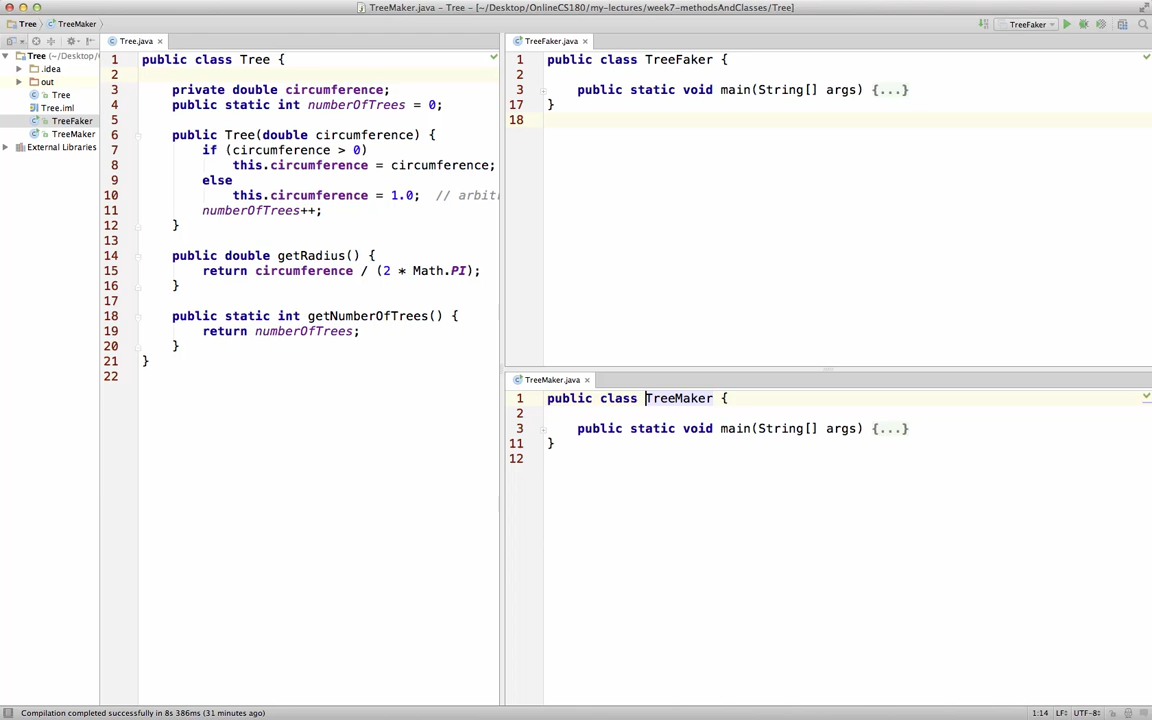 TreeMaker.java - Tree - [~/Desktop/OnlineCS180/my-lectures/week7-methodsAndClasses/Tree]
Tree TreeMaker
TreeFaker
Tree (~/Desktop/
.idea
out
Tree
Tree.iml
TreeFaker
TreeMaker
External Libraries
Tree.java
1 public class Tree {
2
3 private double circumference;
4 public static int numberOfTrees = 0;
5
6 public Tree(double circumference) {
7 if (circumference > 0)
8 this.circumference = circumference;
9 else
10 this.circumference = 1.0; // arbit
11 numberOfTrees++;
12 }
13
14 public double getRadius() {
15 return circumference / (2 * Math.PI);
16 }
17
18 public static int getNumberOfTrees() {
19 return numberOfTrees;
20 }
21 }
22
TreeFaker.java
1 public class TreeFaker {
2
3 public static void main(String[] args) {...}
17 }
18
TreeMaker.java
1 public class TreeMaker {
2
3 public static void main(String[] args) {...}
11 }
12
Compilation completed successfully in 8s 386ms (31 minutes ago)
1:14 LF÷ UTF-8÷